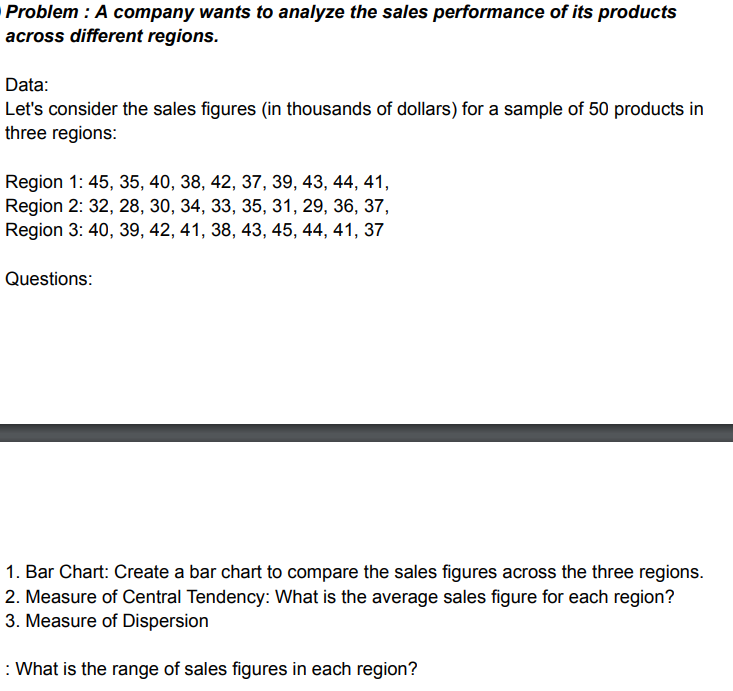 Problem : A company wants to analyze the sales performance of its products
across different regions.
Data:
Let's consider the sales figures (in thousands of dollars) for a sample of 50 products in
three regions:
Region 1: 45, 35, 40, 38, 42, 37, 39, 43, 44, 41,
Region 2: 32, 28, 30, 34, 33, 35, 31, 29, 36, 37,
Region 3: 40, 39, 42, 41, 38, 43, 45, 44, 41, 37
Questions:
1. Bar Chart: Create a bar chart to compare the sales figures across the three regions.
2. Measure of Central Tendency: What is the average sales figure for each region?
3. Measure of Dispersion
: What is the range of sales figures in each region?